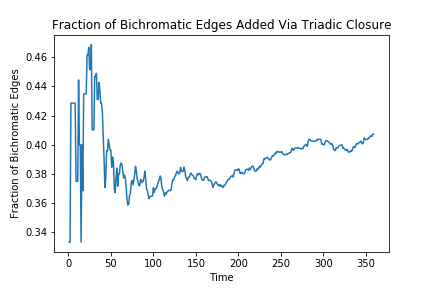 Fraction of Bichromatic Edges Added Via Triadic Closure
Fraction of Bichromatic Edges
0.46
0.44
0.42
0.40
0.38
0.36
0.34
0 50 100 150 200 250 300 350
Time